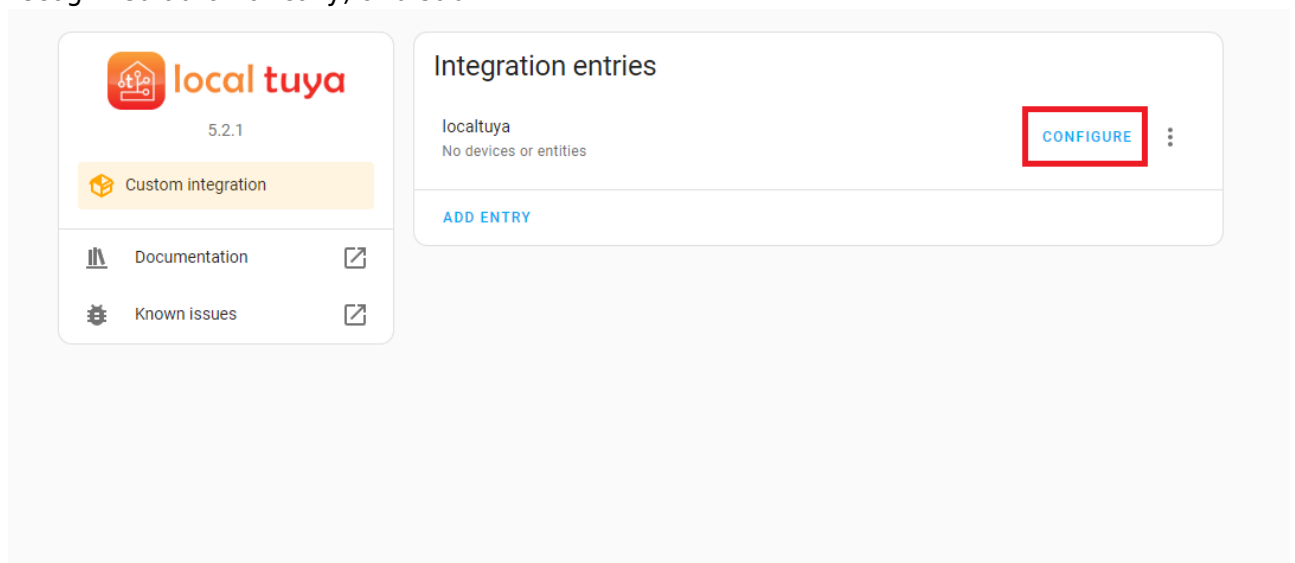 local tuya
5.2.1
Custom integration
Documentation
Known issues
Integration entries
localtuya
No devices or entities
CONFIGURE
ADD ENTRY